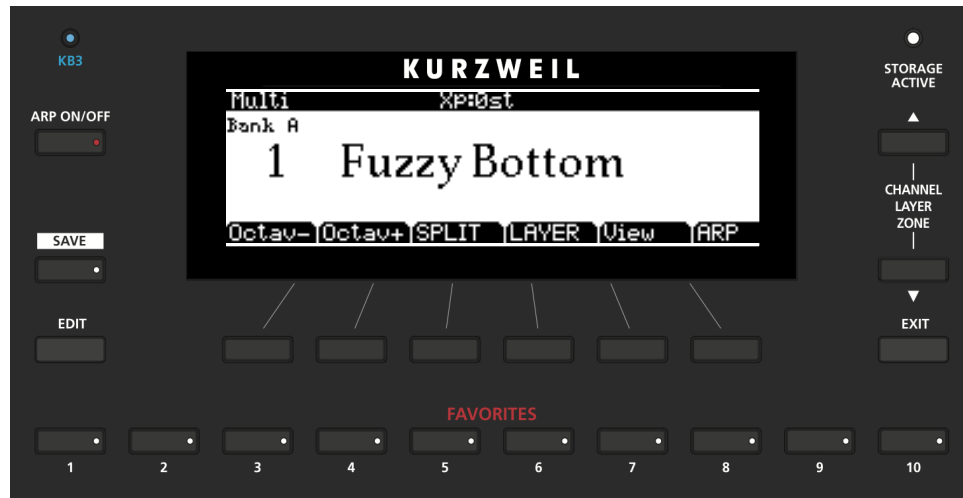 KB3
STORAGE
ACTIVE
KURZWEIL
Multi Xp:0st
ARP ON/OFF
Bank A
1 Fuzzy Bottom
CHANNEL
LAYER
ZONE
Octav- Octav+ SPLIT LAYER View ARP
SAVE
EDIT
EXIT
FAVORITES
1 2 3 4 5 6 7 8 9 10